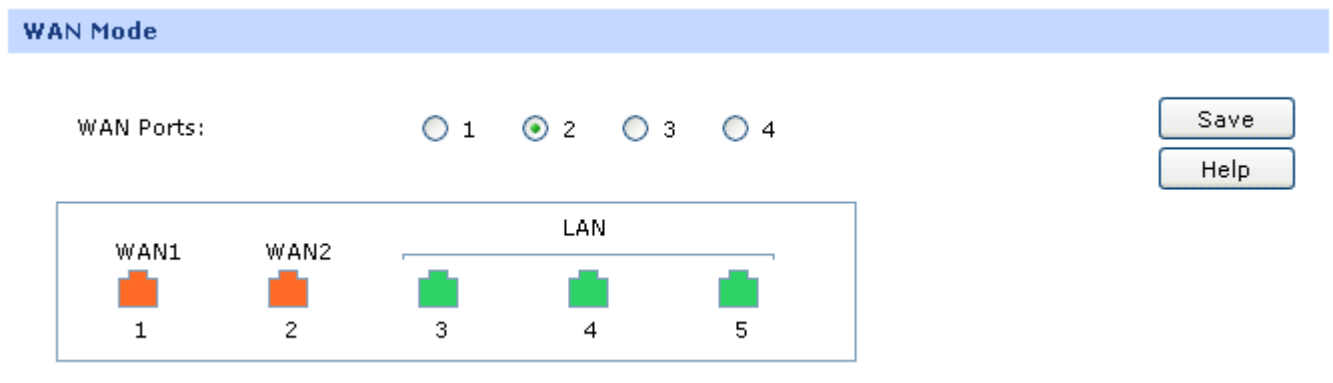 WAN Mode
WAN Ports: 1 2 3 4
Save
Help
LAN
WAN1 WAN2
1 2 3 4 5